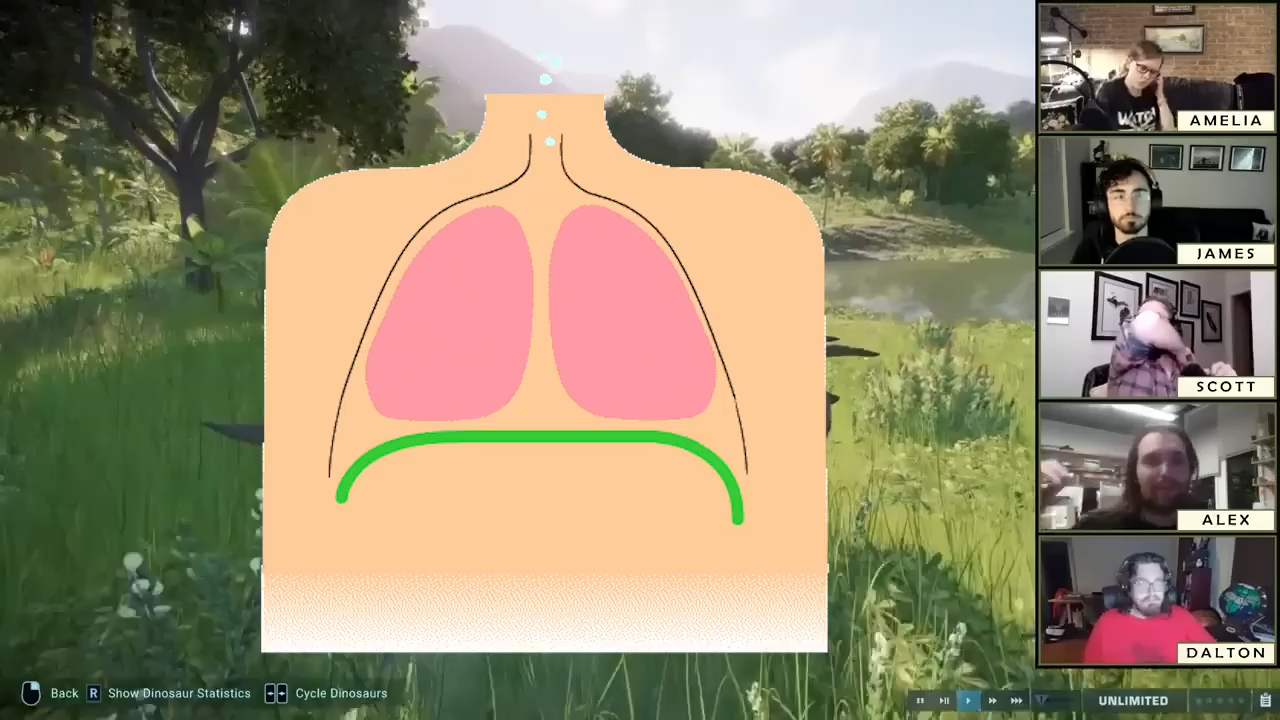 AMELIA
JAMES
SCOTT
ALEX
DALTON
Back R Show Dinosaur Statistics Cycle Dinosaurs
UNLIMITED